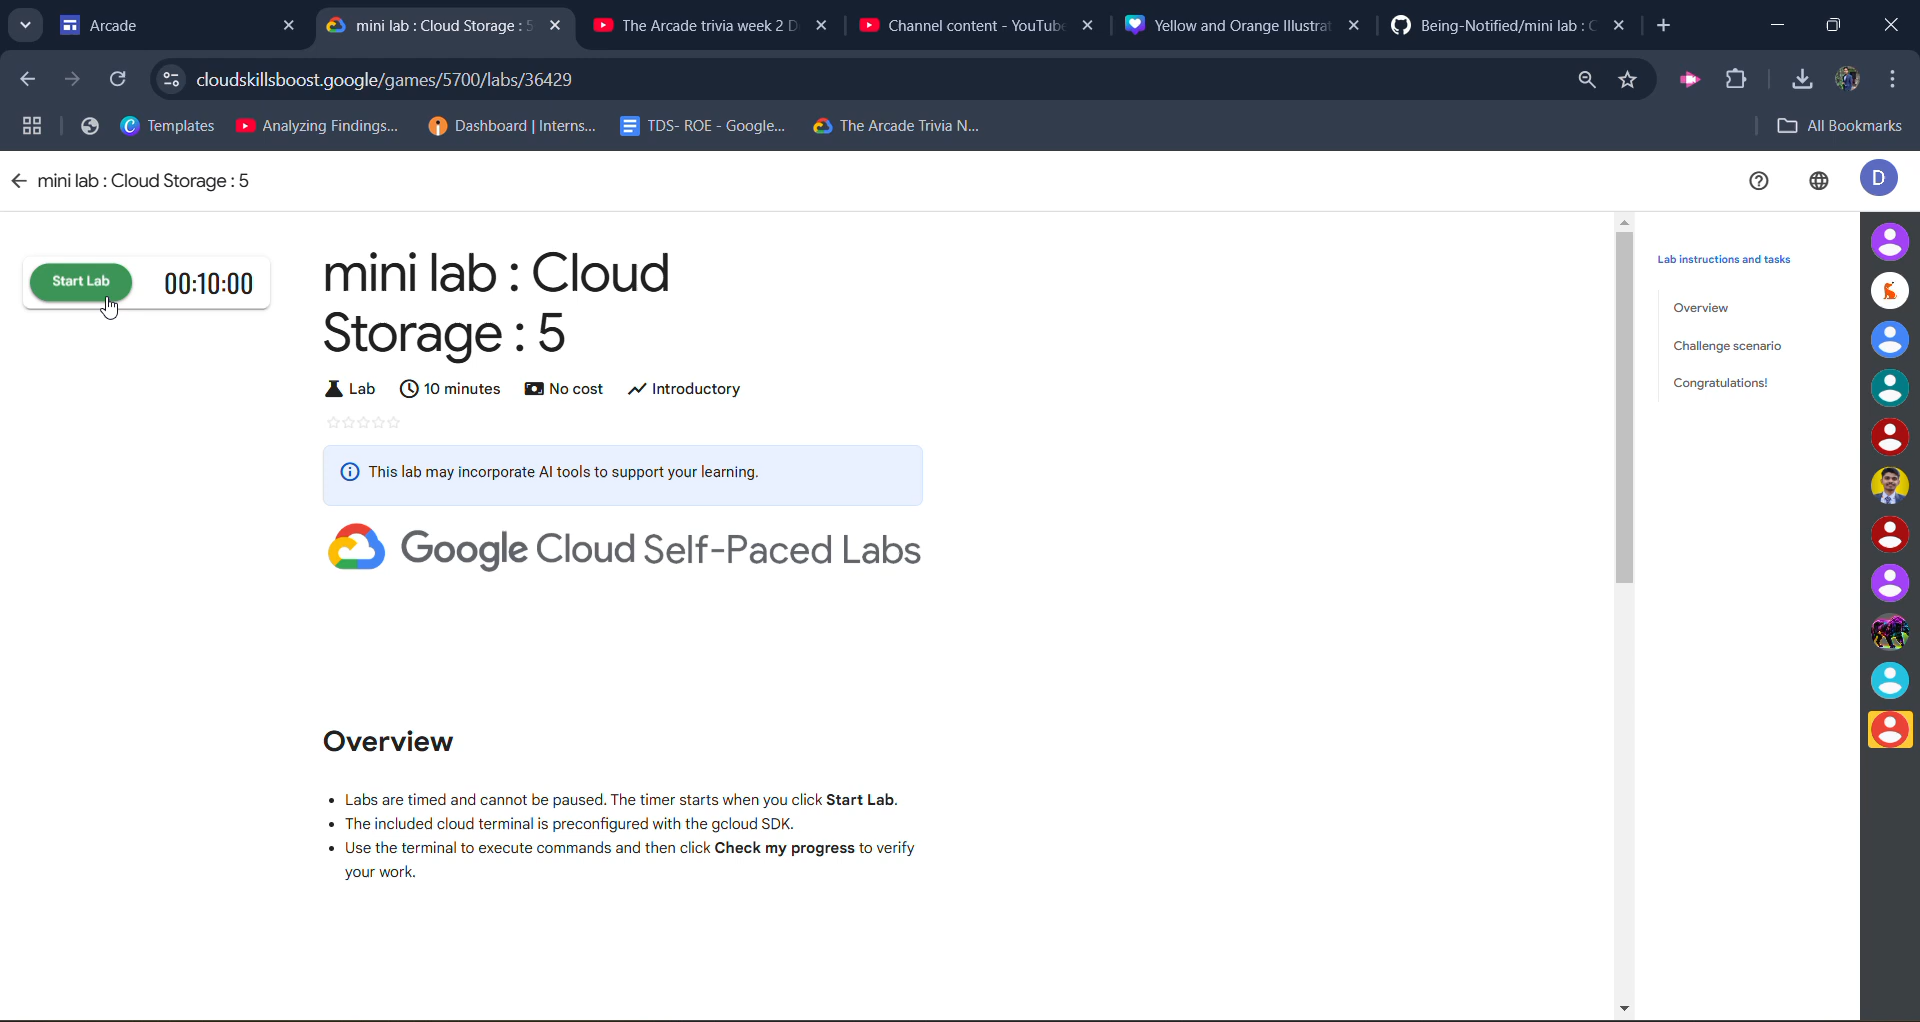 Arcade
mini lab : Cloud Storage : 5
The Arcade trivia week 2 D
Channel content - YouTube
Yellow and Orange Illustrat
Being-Notified/mini lab : C
cloudskillsboost.google/games/5700/labs/36429
Templates
Analyzing Findings...
Dashboard | Interns...
TDS- ROE - Google...
The Arcade Trivia N...
All Bookmarks
mini lab : Cloud Storage : 5
D
Start Lab
00:10:00
mini lab : Cloud
Storage : 5
Lab
10 minutes
No cost
Introductory
This lab may incorporate AI tools to support your learning.
Google Cloud Self-Paced Labs
Overview
• Labs are timed and cannot be paused. The timer starts when you click Start Lab.
• The included cloud terminal is preconfigured with the gcloud SDK.
• Use the terminal to execute commands and then click Check my progress to verify
your work.
Lab instructions and tasks
Overview
Challenge scenario
Congratulations!